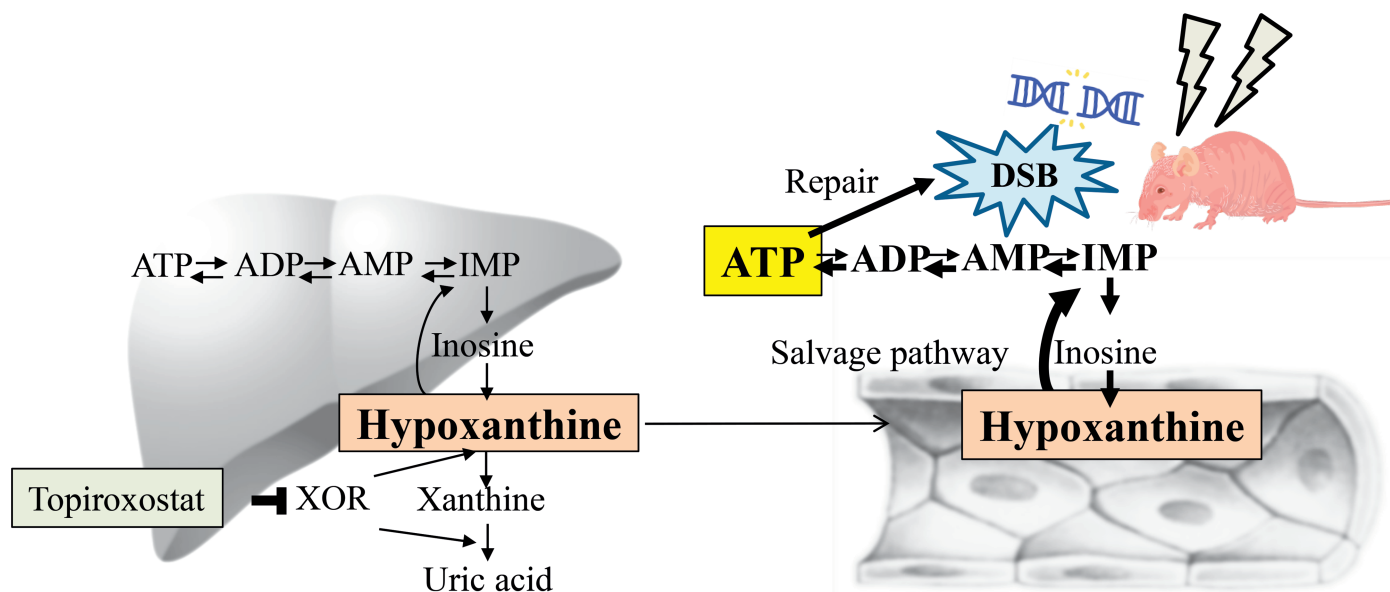 DSB
Repair
ATP ADP AMP IMP
ATP ADP AMP IMP
Inosine
Salvage pathway Inosine
Hypoxanthine
Hypoxanthine
Topiroxostat XOR Xanthine
Uric acid